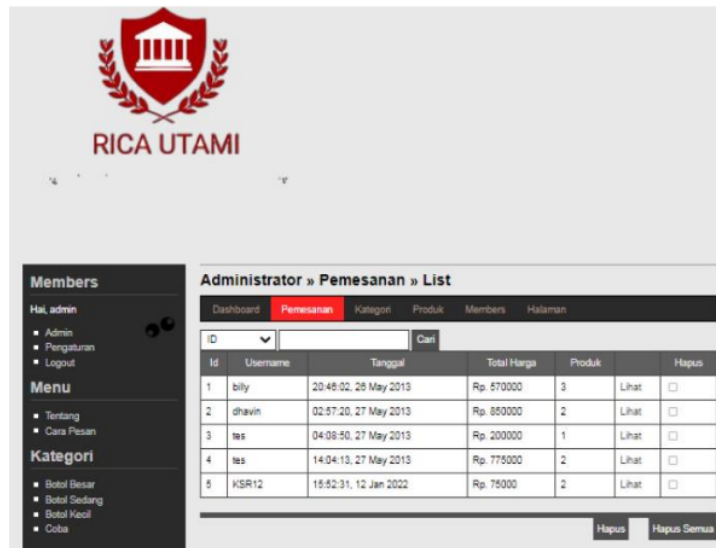 RICA UTAMI
Members
Hai, admin
Admin
Pengaturan
Logout
Menu
Tentang
Cara Pesan
Kategori
Botol Besar
Botol Sedang
Botol Kecil
Coba
Administrator » Pemesanan » List
Dashboard Pemesanan Kategori Produk Members Halaman
ID Cari
Id Username Tanggal Total Harga Produk Hapus
1 billy 20:46:02, 26 May 2013 Rp. 570000 3 Lihat
2 dhavin 02:57:20, 27 May 2013 Rp. 850000 2 Lihat
3 tes 04:08:50, 27 May 2013 Rp. 200000 1 Lihat
4 tes 14:04:13, 27 May 2013 Rp. 775000 2 Lihat
5 KSR12 15:52:31, 12 Jan 2022 Rp. 75000 2 Lihat
Hapus Hapus Semua